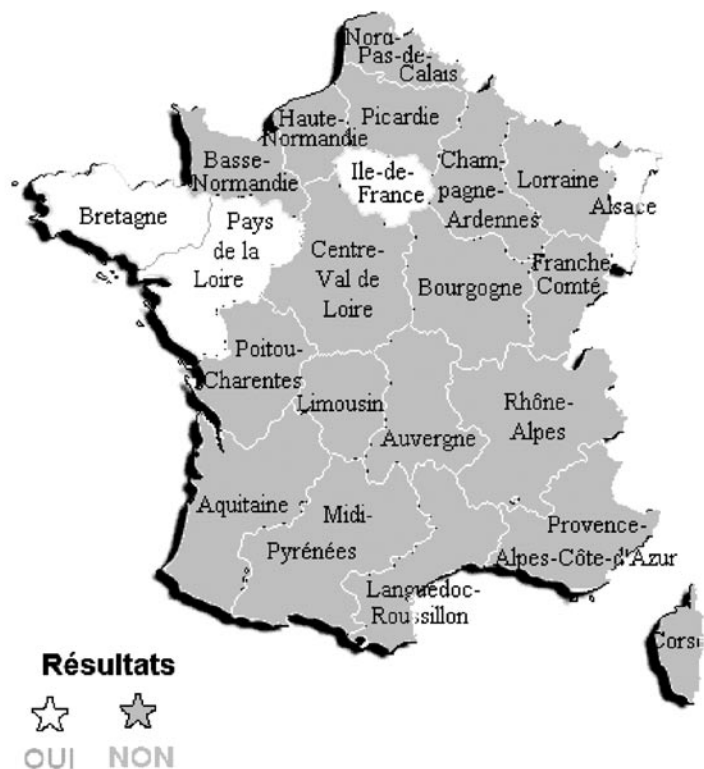 Nord-
Pas-de-
Calais
Haute-
Normandie
Picardie
Basse-
Normandie
Ile-de-
France
Cham-
pagne-
Ardennes
Lorraine
Alsace
Bretagne
Pays
de la
Loire
Centre-
Val de
Loire
Bourgogne
Franche
Comté
Poitou-
Charentes
Limousin
Auvergne
Rhône-
Alpes
Aquitaine
Midi-
Pyrénées
Languedoc-
Roussillon
Provence-
Alpes-Côte-d'Azur
Cors
Résultats
OUI NON